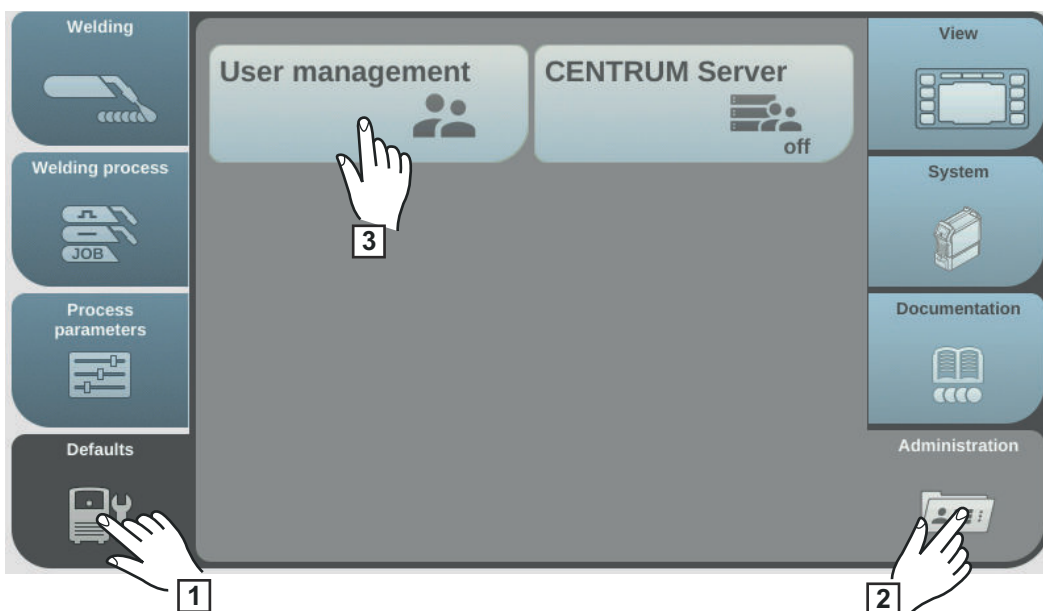 Welding
View
User management
CENTRUM Server
off
Welding process
System
JOB
3
Process
parameters
Documentation
Defaults
Administration
1
2